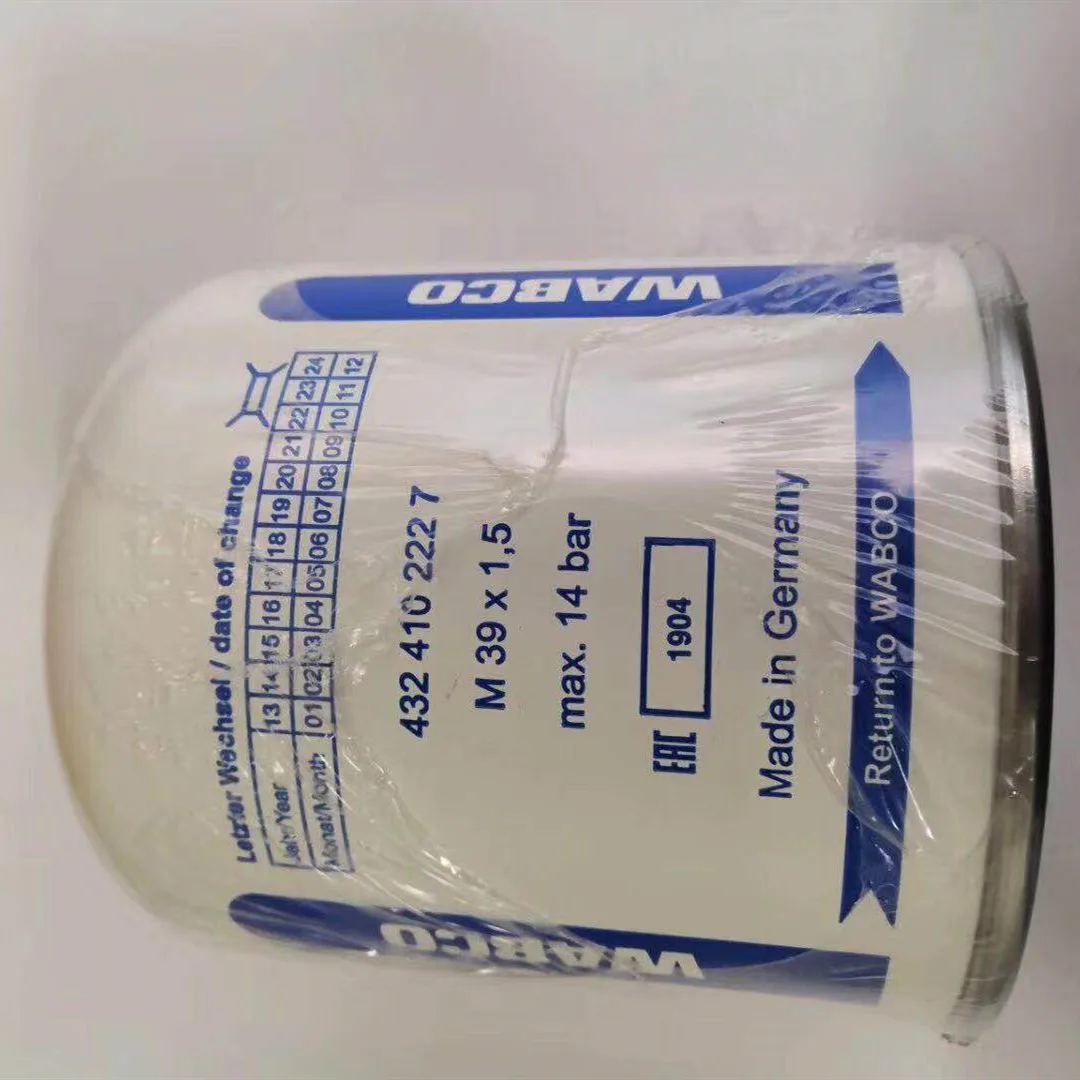 WABCO
Letzter Wechsel / date of change
Jahr/Year 13 14 15 16 17 18 19 20 21 22 23 24
Monat/Month 01 02 03 04 05 06 07 08 09 10 11 12
432 410 222 7
M 39 x 1,5
max. 14 bar
EAC 1904
Made in Germany
Return to WABCO
WABCO